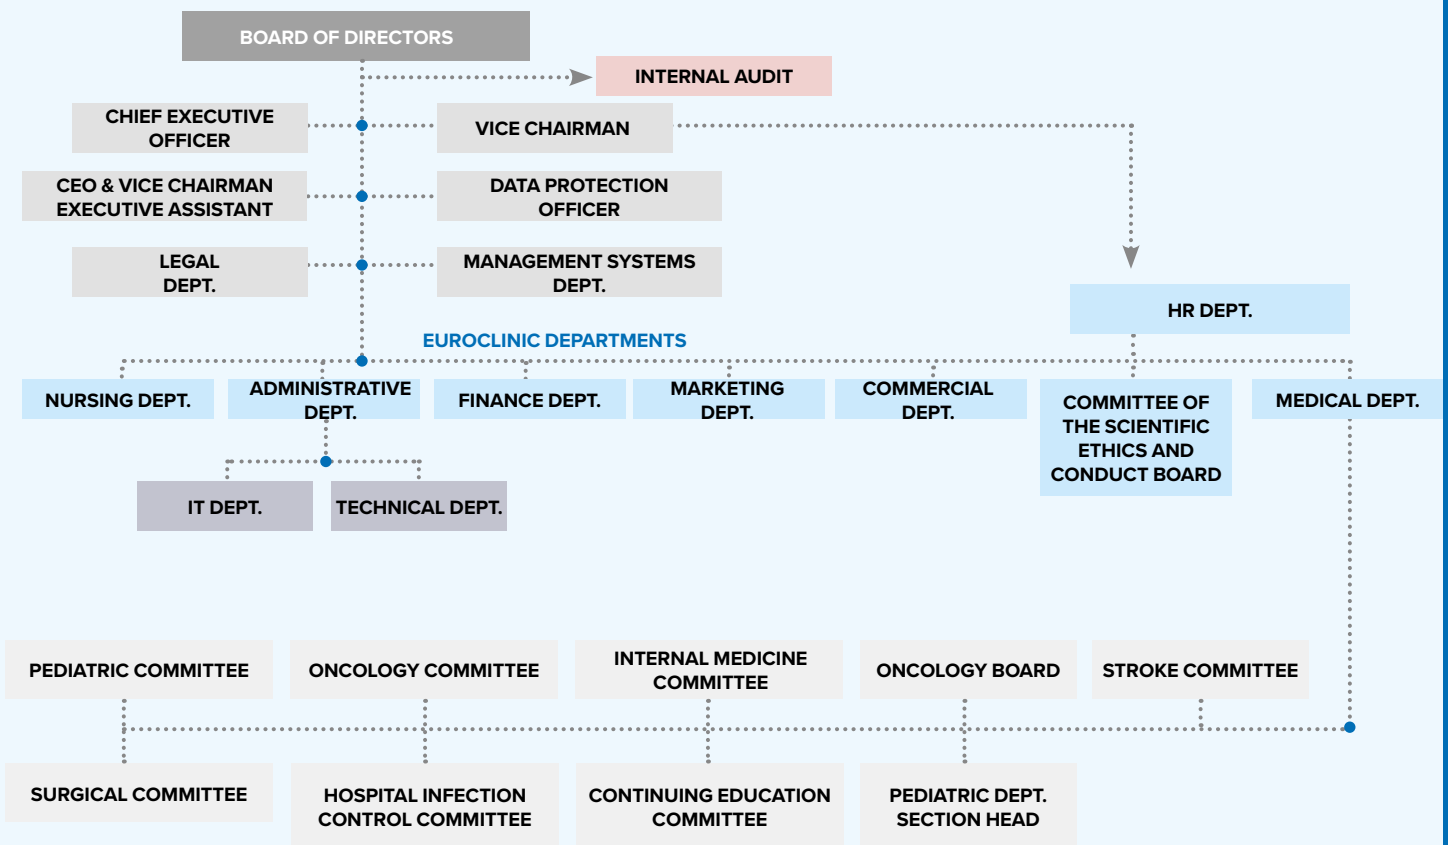 BOARD OF DIRECTORS
INTERNAL AUDIT
CHIEF EXECUTIVE
OFFICER
VICE CHAIRMAN
CEO & VICE CHAIRMAN
EXECUTIVE ASSISTANT
DATA PROTECTION
OFFICER
LEGAL
DEPT.
MANAGEMENT SYSTEMS
DEPT.
HR DEPT.
EUROCLINIC DEPARTMENTS
NURSING DEPT.
ADMINISTRATIVE
DEPT.
FINANCE DEPT.
MARKETING
DEPT.
COMMERCIAL
DEPT.
COMMITTEE OF
THE SCIENTIFIC
ETHICS AND
CONDUCT BOARD
MEDICAL DEPT.
IT DEPT.
TECHNICAL DEPT.
PEDIATRIC COMMITTEE
ONCOLOGY COMMITTEE
INTERNAL MEDICINE
COMMITTEE
ONCOLOGY BOARD
STROKE COMMITTEE
SURGICAL COMMITTEE
HOSPITAL INFECTION
CONTROL COMMITTEE
CONTINUING EDUCATION
COMMITTEE
PEDIATRIC DEPT.
SECTION HEAD